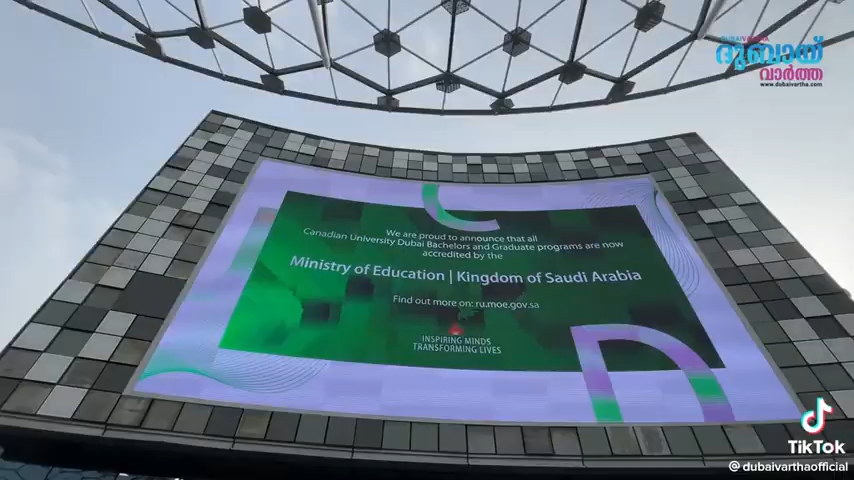 DUBAI VARTHA
ദുബായ്
വാർത്ത
www.dubaivartha.com
We are proud to announce that all
Canadian University Dubai Bachelors and Graduate programs are now
accredited by the
Ministry of Education | Kingdom of Saudi Arabia
Find out more on: ru.moe.gov.sa
INSPIRING MINDS
TRANSFORMING LIVES
TikTok
@dubaivarthaofficial